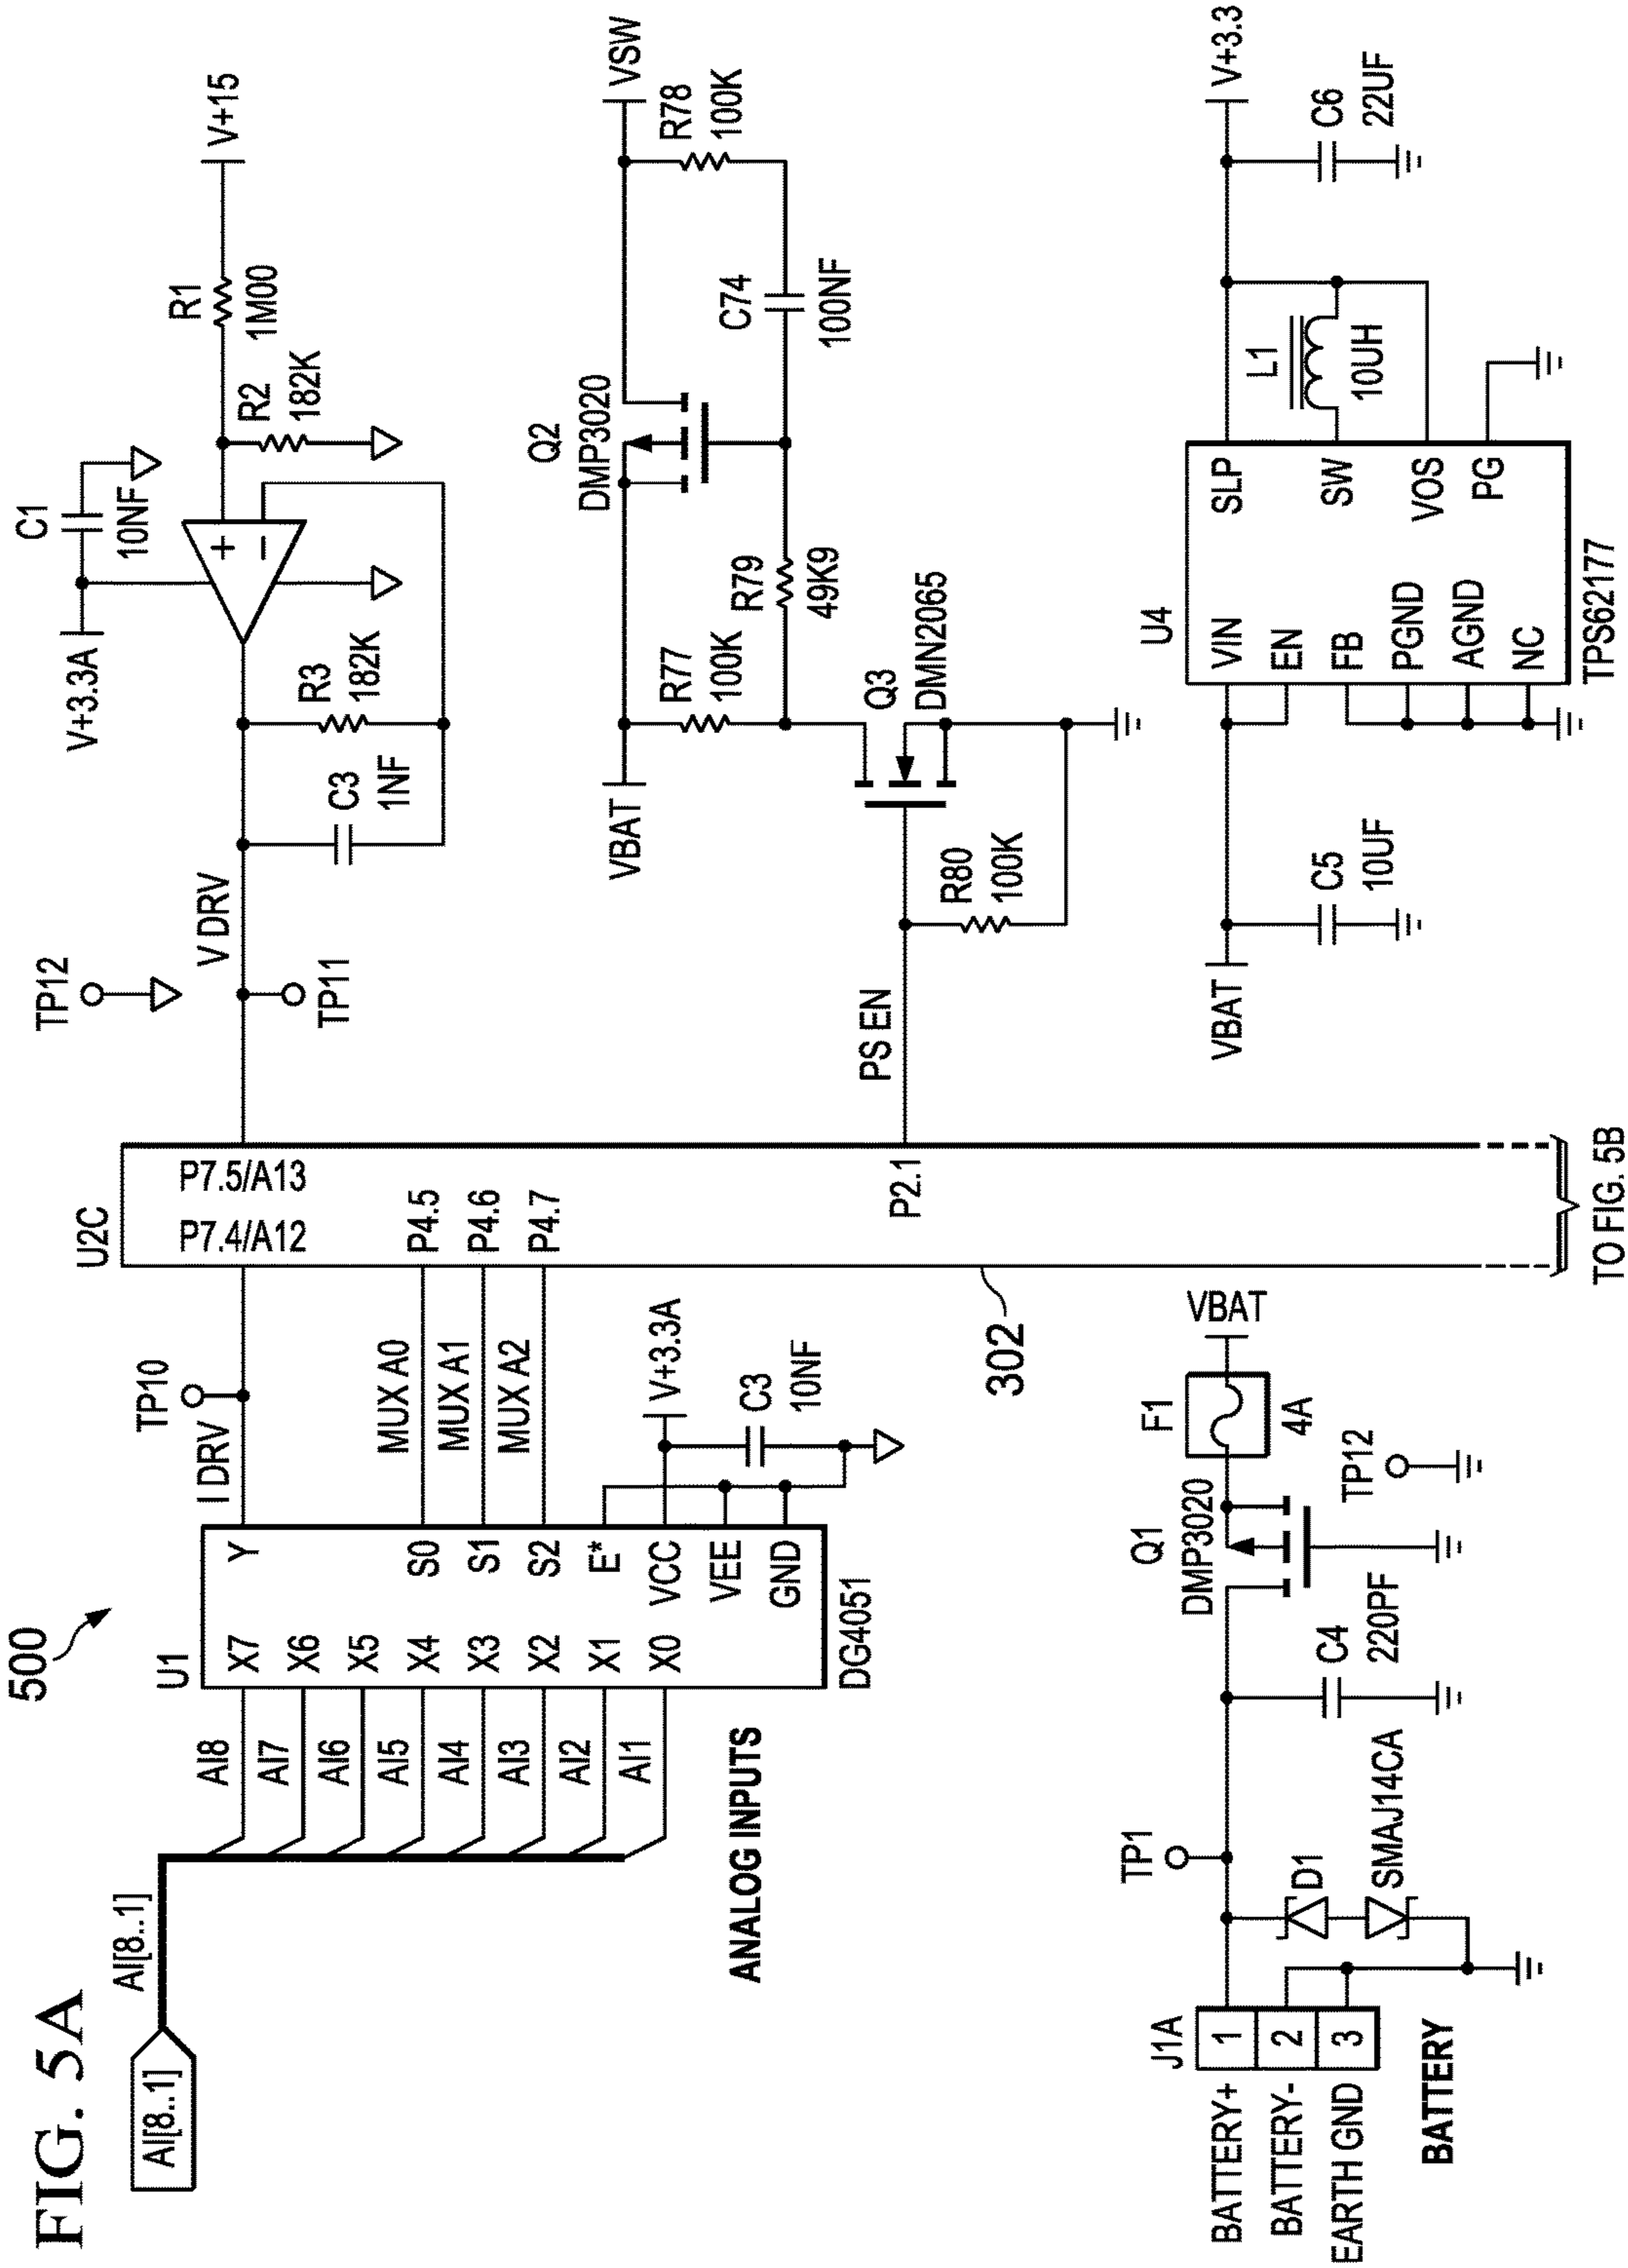 FIG. 5A
500
AI[8..1]
AI[8..1]
AI8
AI7
AI6
AI5
AI4
AI3
AI2
AI1
ANALOG INPUTS
U1
X7
X6
X5
X4
X3
X2
X1
X0
Y
S0
S1
S2
E*
VCC
VEE
GND
DG4051
I DRV
TP10
MUX A0
MUX A1
MUX A2
V+3.3A
C3
10NF
U2C
P7.4/A12
P7.5/A13
P4.5
P4.6
P4.7
P2.1
302
TO FIG. 5B
TP12
TP11
V DRV
C3
1NF
R3
182K
V+3.3A
C1
10NF
+
–
R2
182K
R1
1M00
V+15
PS EN
R80
100K
Q3
DMN2065
VBAT
R77
100K
R79
49K9
Q2
DMP3020
C74
100NF
R78
100K
VSW
J1A
BATTERY+
1
BATTERY-
2
EARTH GND
3
BATTERY
TP1
D1
SMAJ14CA
C4
220PF
Q1
DMP3020
TP12
F1
4A
VBAT
VBAT
C5
10UF
U4
VIN
EN
FB
PGND
AGND
NC
SLP
SW
VOS
PG
TPS62177
L1
10UH
C6
22UF
V+3.3